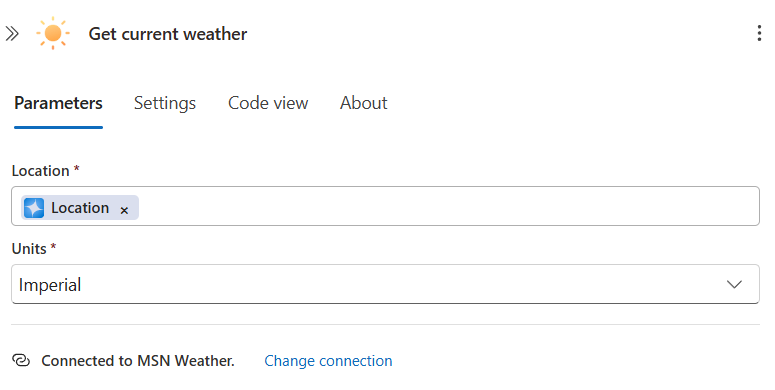 Get current weather
Parameters Settings Code view About
Location *
Location ×
Units *
Imperial
Connected to MSN Weather. Change connection